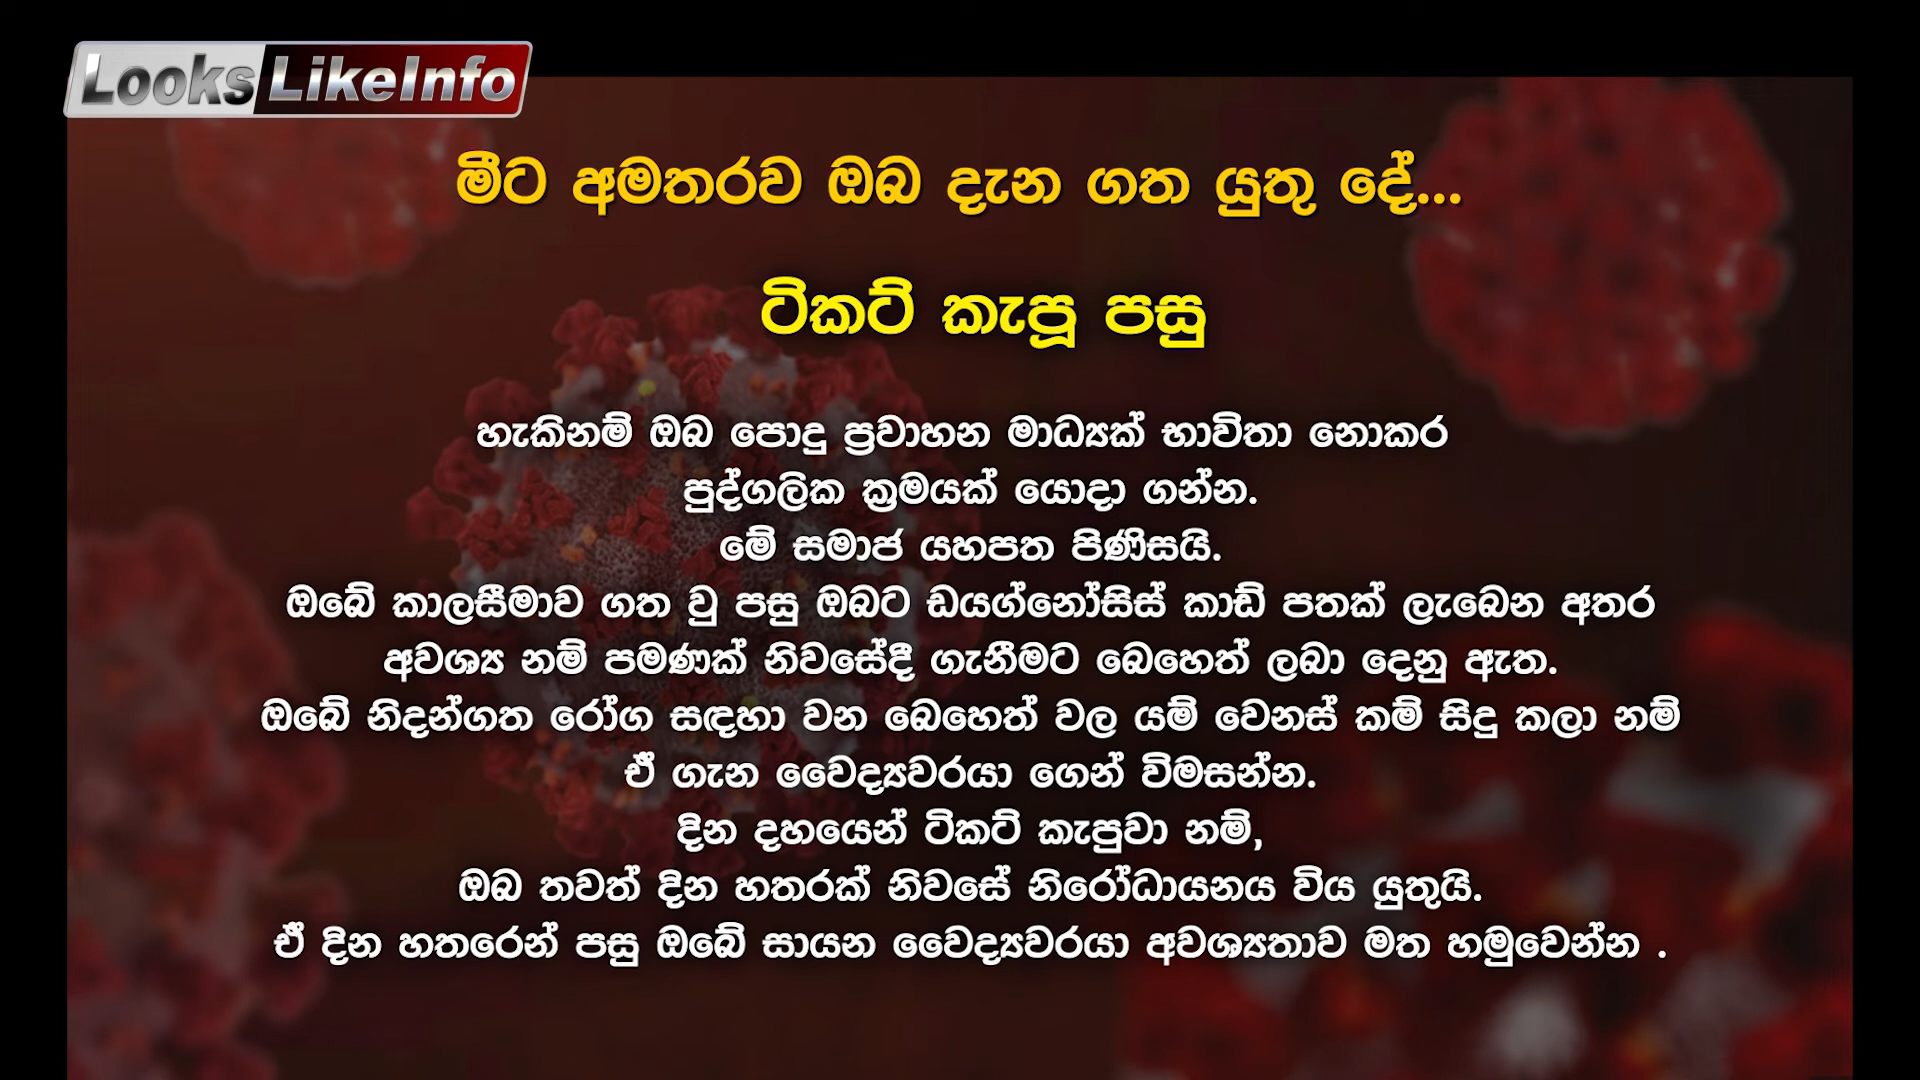 LooksLikeInfo
මීට අමතරව ඔබ දැන ගත යුතු දේ...
ටිකට් කැපූ පසු
හැකිනම් ඔබ පොදු ප්‍රවාහන මාධ්‍යක් භාවිතා නොකර
පුද්ගලික ක්‍රමයක් යොදා ගන්න.
මේ සමාජ යහපත පිණිසයි.
ඔබේ කාලසීමාව ගත වු පසු ඔබට ඩයග්නෝසිස් කාඩ් පතක් ලැබෙන අතර
අවශ්‍ය නම් පමණක් නිවසේදී ගැනීමට බෙහෙත් ලබා දෙනු ඇත.
ඔබේ නිදන්ගත රෝග සඳහා වන බෙහෙත් වල යම් වෙනස් කම් සිදු කලා නම්
ඒ ගැන වෛද්‍යවරයා ගෙන් විමසන්න.
දින දහයෙන් ටිකට් කැපුවා නම්,
ඔබ තවත් දින හතරක් නිවසේ නිරෝධායනය විය යුතුයි.
ඒ දින හතරෙන් පසු ඔබේ සායන වෛද්‍යවරයා අවශ්‍යතාව මත හමුවෙන්න .